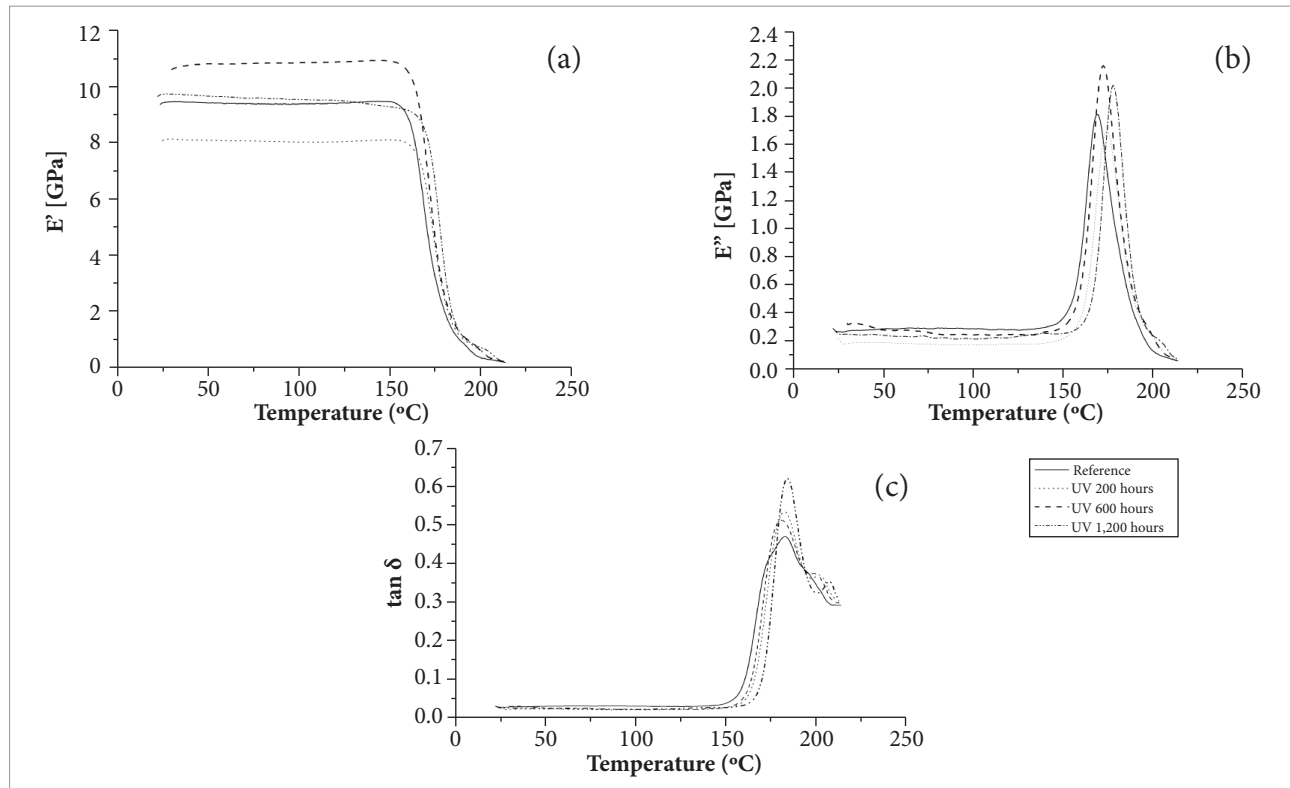 (a)
E' [GPa]
12
10
8
6
4
2
0
0 50 100 150 200 250
Temperature (ºC)
(b)
E” [GPa]
2.4
2.2
2.0
1.8
1.6
1.4
1.2
1.0
0.8
0.6
0.4
0.2
0.0
0 50 100 150 200 250
Temperature (ºC)
(c)
tan δ
0.7
0.6
0.5
0.4
0.3
0.2
0.1
0.0
0 50 100 150 200 250
Temperature (ºC)
Reference
UV 200 hours
UV 600 hours
UV 1,200 hours